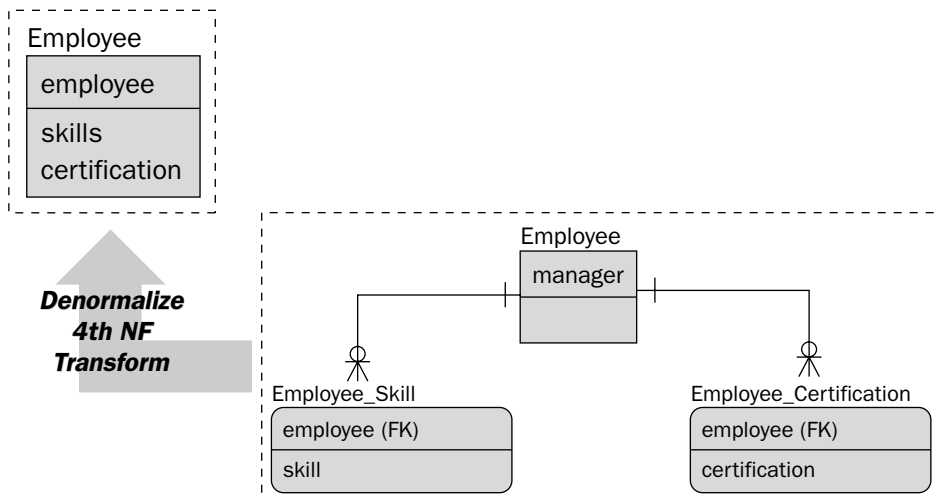 Employee
employee
skills
certification
Denormalize
4th NF
Transform
Employee
manager
Employee_Skill
employee (FK)
skill
Employee_Certification
employee (FK)
certification